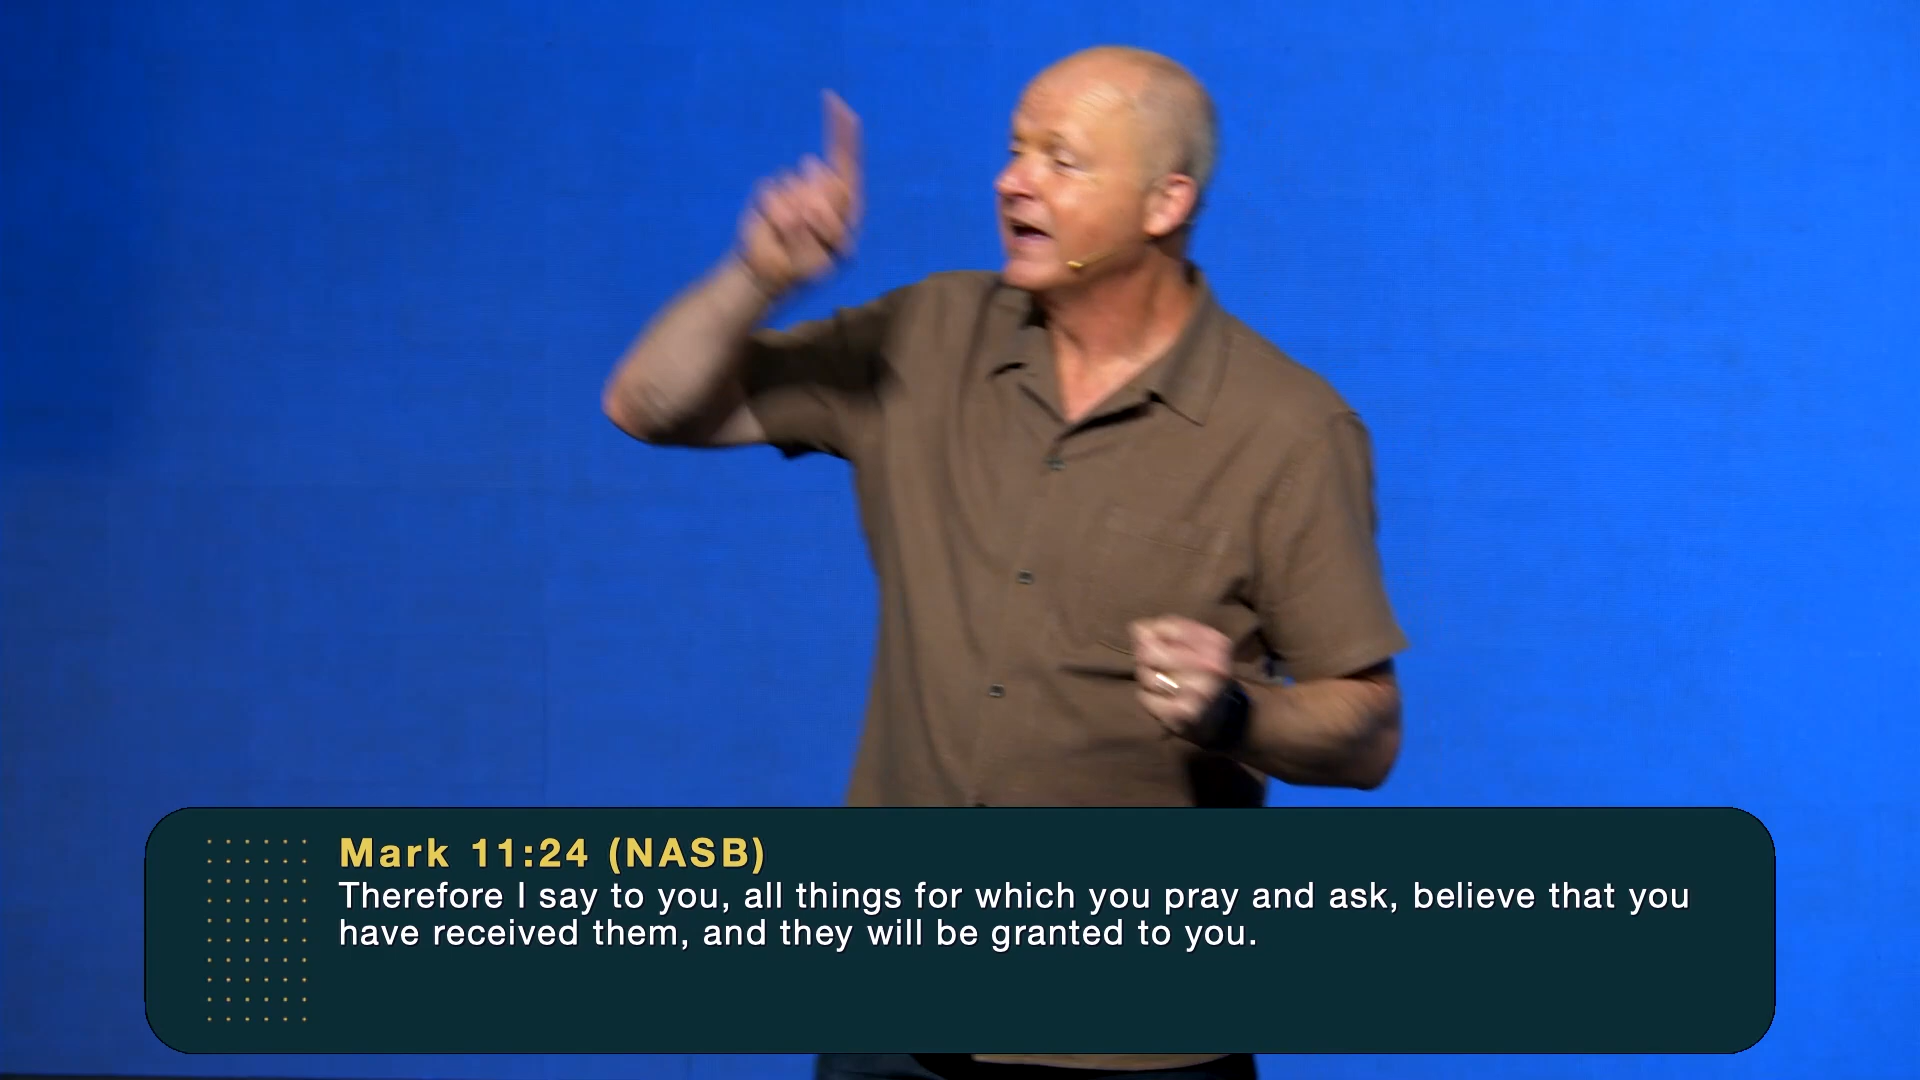 Mark 11:24 (NASB)
Therefore I say to you, all things for which you pray and ask, believe that you
have received them, and they will be granted to you.